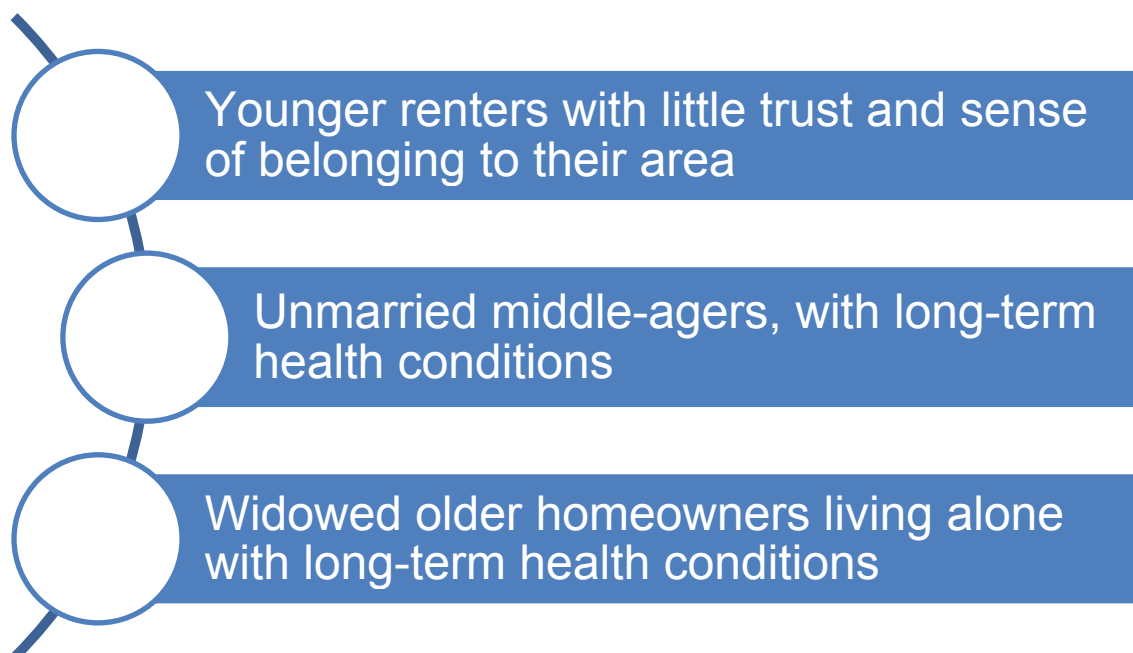 Younger renters with little trust and sense
of belonging to their area
Unmarried middle-agers, with long-term
health conditions
Widowed older homeowners living alone
with long-term health conditions